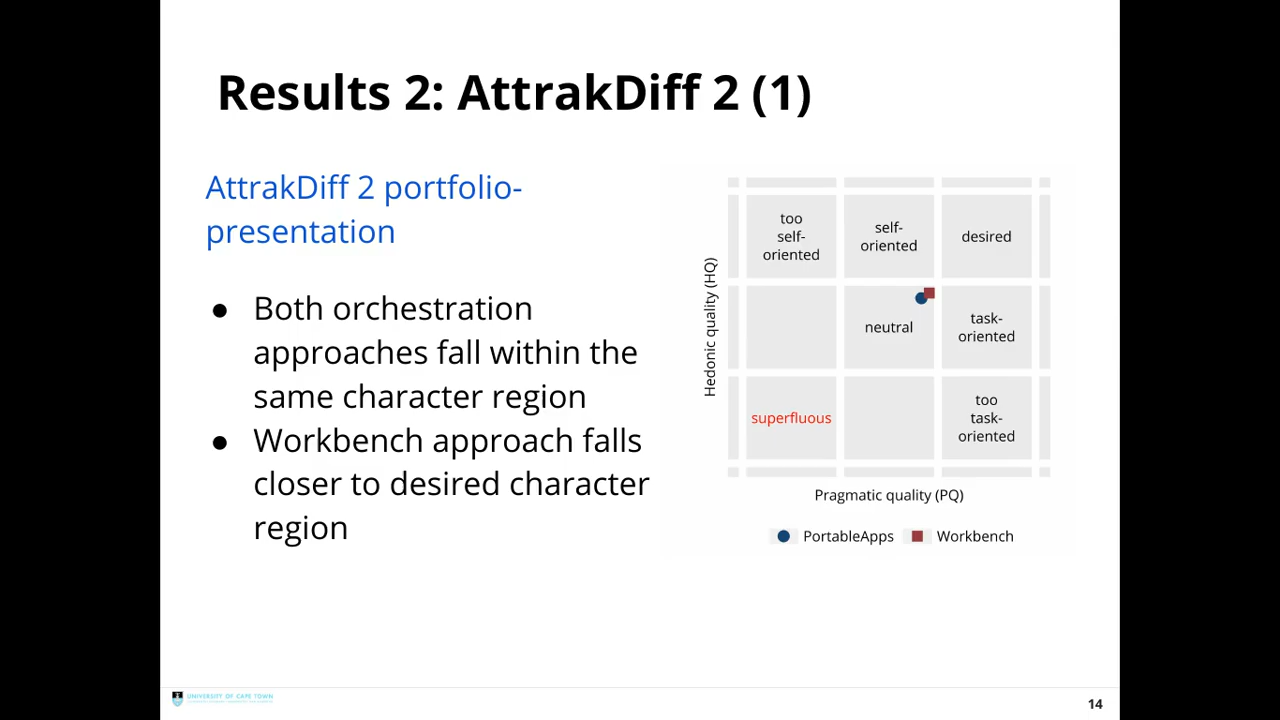 Results 2: AttrakDiff 2 (1)
AttrakDiff 2 portfolio-
presentation
● Both orchestration
approaches fall within the
same character region
● Workbench approach falls
closer to desired character
region
Hedonic quality (HQ)
too
self-
oriented
self-
oriented
desired
neutral
task-
oriented
superfluous
too
task-
oriented
Pragmatic quality (PQ)
PortableApps
Workbench
UNIVERSITY OF CAPE TOWN
14